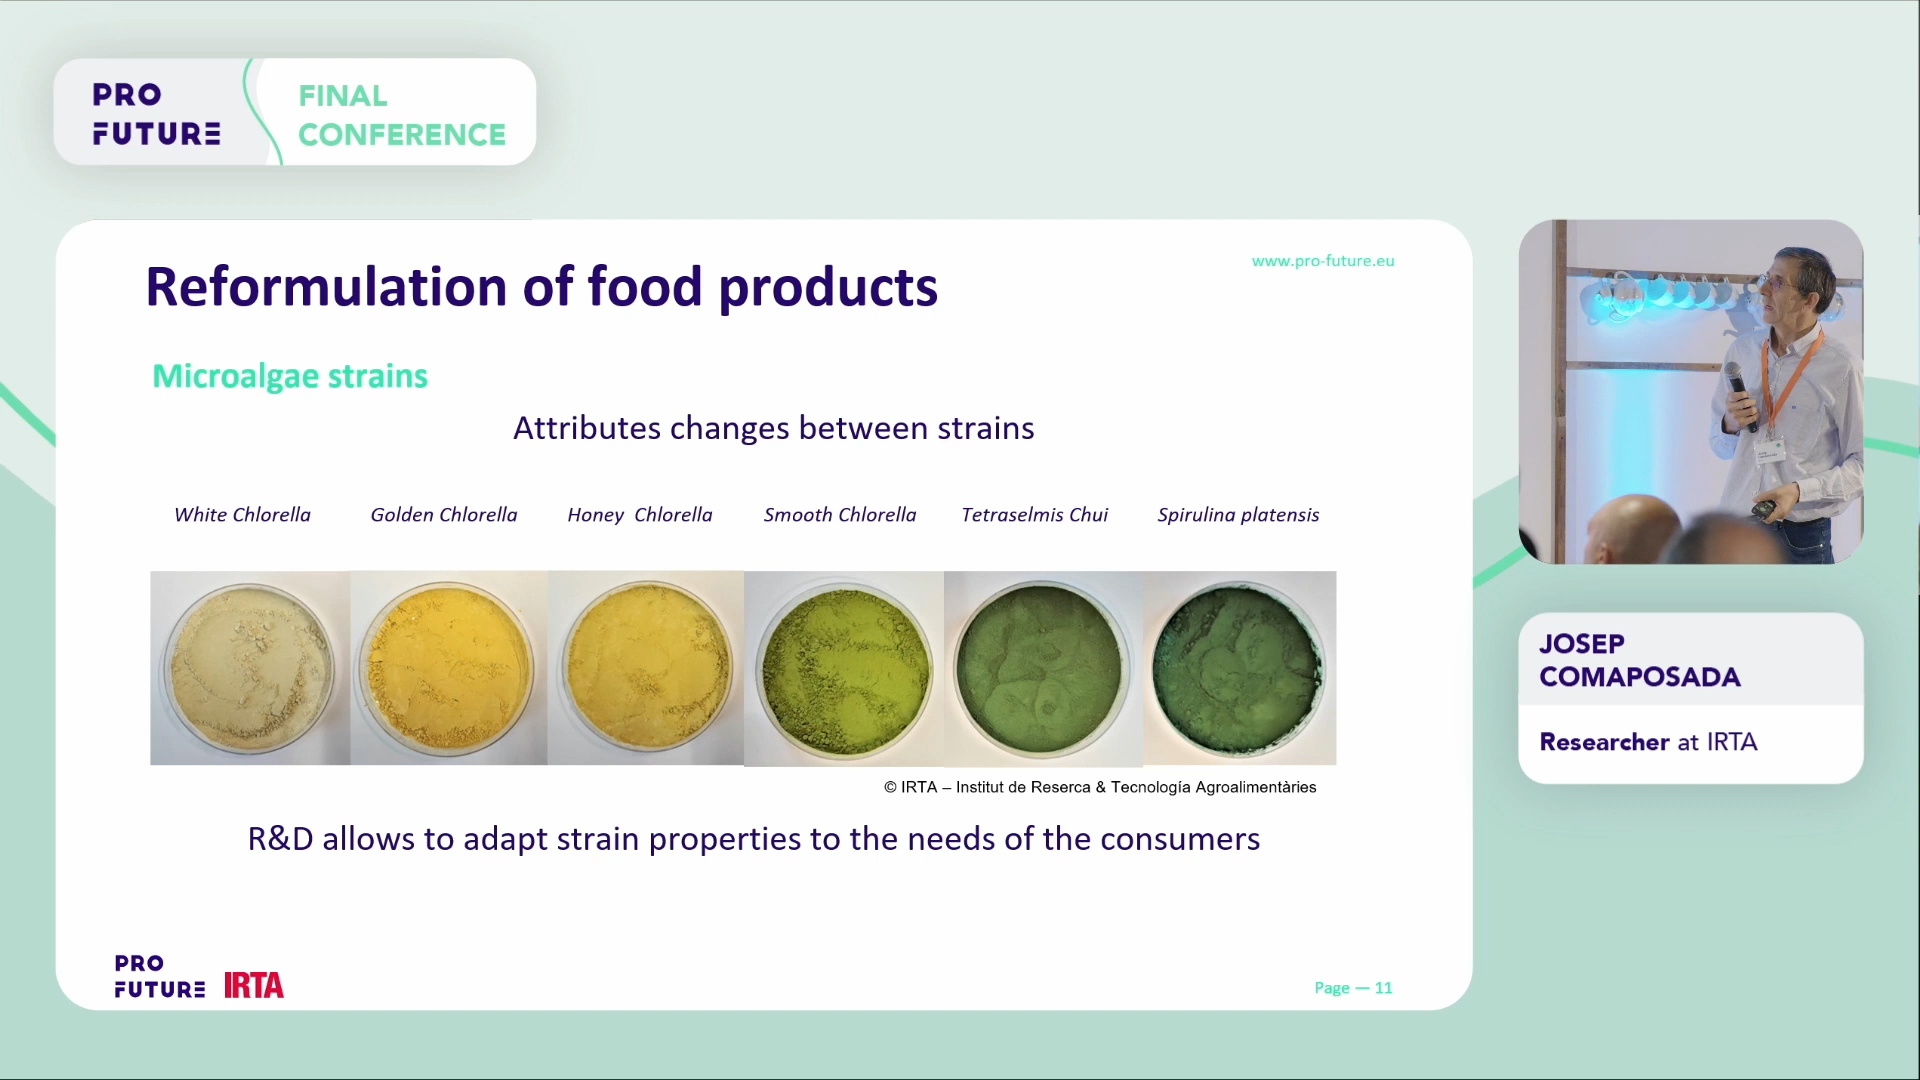 PRO
FUTURE
FINAL
CONFERENCE
Reformulation of food products
www.pro-future.eu
Microalgae strains
Attributes changes between strains
White Chlorella
Golden Chlorella
Honey Chlorella
Smooth Chlorella
Tetraselmis Chui
Spirulina platensis
© IRTA – Institut de Reserca & Tecnología Agroalimentàries
R&D allows to adapt strain properties to the needs of the consumers
PRO
FUTURE
IRTA
Page — 11
JOSEP
COMAPOSADA
Researcher at IRTA